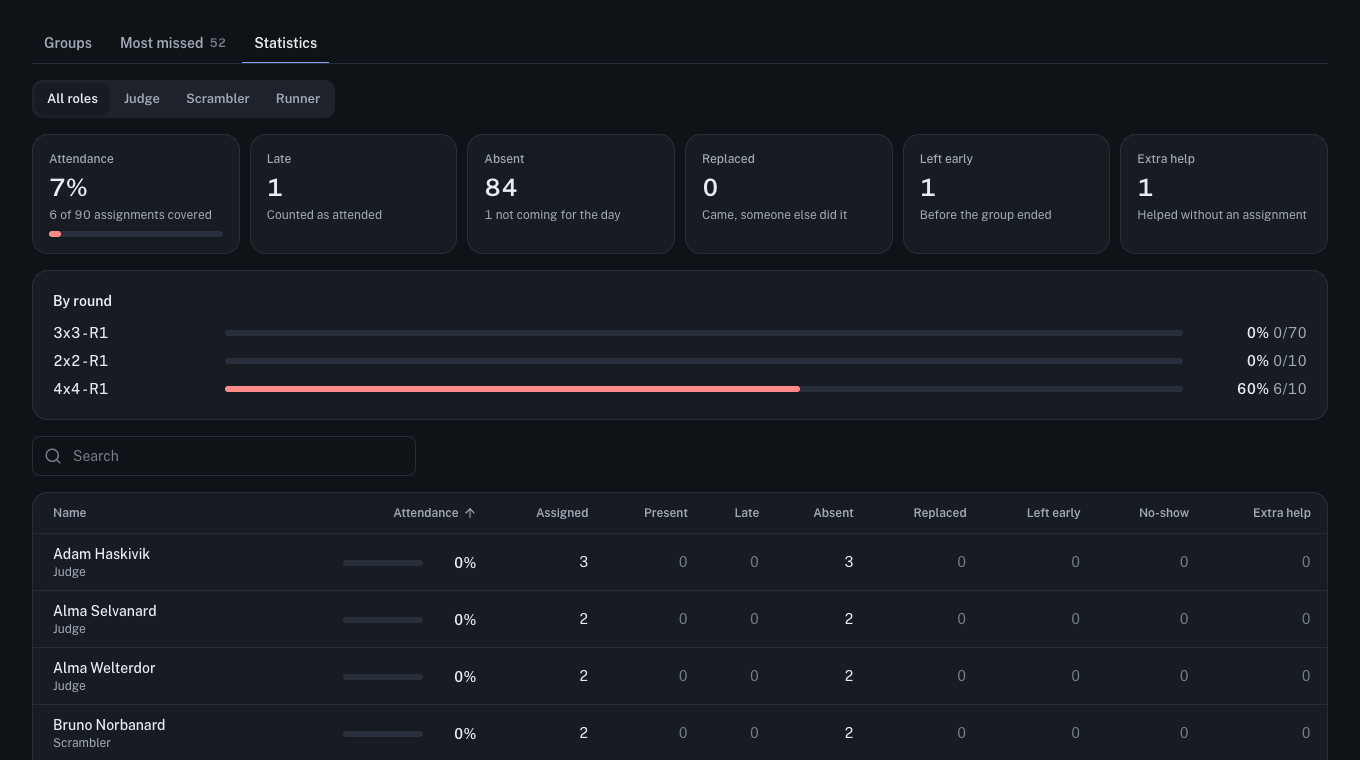 Groups Most missed 52 Statistics
All roles Judge Scrambler Runner
Attendance Late Absent Replaced Left early Extra help
7% 1 84 0 1 1
6 of 90 assignments covered Counted as attended 1 not coming for the day Came, someone else did it Before the group ended Helped without an assignment
By round
3x3-R1 0% 0/70
2x2-R1 0% 0/10
4x4-R1 60% 6/10
Search
Name Attendance ↑ Assigned Present Late Absent Replaced Left early No-show Extra help
Adam Haskivik 0% 3 0 0 3 0 0 0 0
Judge
Alma Selvanard 0% 2 0 0 2 0 0 0 0
Judge
Alma Welterdor 0% 2 0 0 2 0 0 0 0
Judge
Bruno Norbanard 0% 2 0 0 2 0 0 0 0
Scrambler